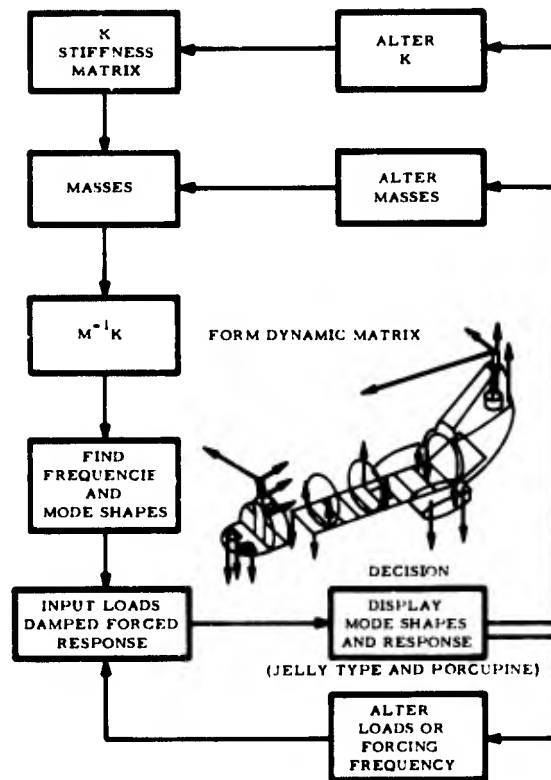 K
STIFFNESS
MATRIX
ALTER
K
MASSES
ALTER
MASSES
M⁻¹K
FORM DYNAMIC MATRIX
FIND
FREQUENCIE
AND
MODE SHAPES
DECISION
INPUT LOADS
DAMPED FORCED
RESPONSE
DISPLAY
MODE SHAPES
AND RESPONSE
(JELLY TYPE AND PORCUPINE)
ALTER
LOADS OR
FORCING
FREQUENCY